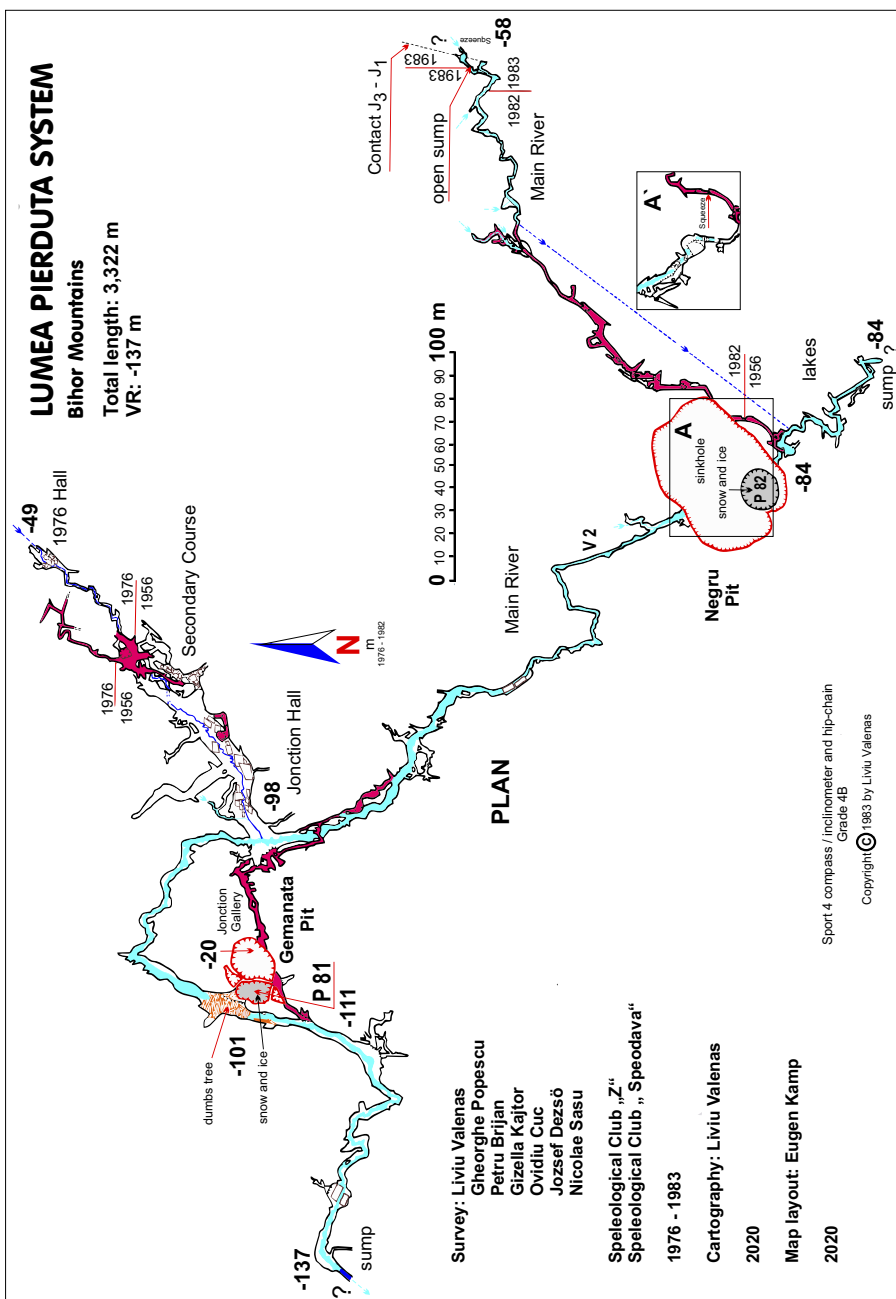 LUMEA PIERDUTA SYSTEM
Bihor Mountains
Total length: 3,322 m
VR: -137 m
-49
1976 Hall
1976
1956
1976
1956
Secondary Course
Jonction Hall
-98
N
m
1976 - 1982
Contact J3 - J1
1983
1983
?
Squeeze
-58
open sump
1982
1983
Main River
A`
Squeeze
0 10 20 30 40 50 60 70 80 90 100 m
Main River
V 2
A
sinkhole
snow and ice
P 82
Negru
Pit
1982
1956
-84
lakes
-84
sump ?
PLAN
-20
Jonction
Gallery
Gemanata
Pit
P 81
-111
-101
dumbs tree
snow and ice
-137
sump
?
Survey: Liviu Valenas
Gheorghe Popescu
Petru Brijan
Gizella Kajtor
Ovidiu Cuc
Jozsef Dezsö
Nicolae Sasu
Speleological Club „Z“
Speleological Club „ Speodava“
1976 - 1983
Cartography: Liviu Valenas
2020
Map layout: Eugen Kamp
2020
Sport 4 compass / inclinometer and hip-chain
Grade 4B
Copyright © 1983 by Liviu Valenas